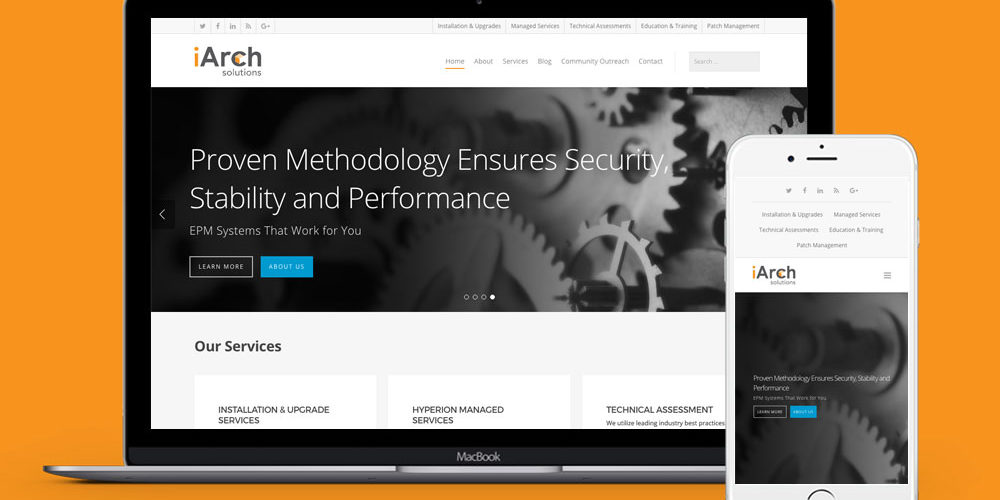 Installation & Upgrades Managed Services Technical Assessments Education & Training Patch Management
iArch
solutions
Home About Services Blog Community Outreach Contact Search ...
Proven Methodology Ensures Security,
Stability and Performance
EPM Systems That Work for You
LEARN MORE ABOUT US
Our Services
INSTALLATION & UPGRADE
SERVICES
HYPERION MANAGED
SERVICES
TECHNICAL ASSESSMENT
We utilize leading industry best practices
MacBook
Installation & Upgrades Managed Services
Technical Assessments Education & Training
Patch Management
iArch
solutions
Proven Methodology Ensures Security, Stability and
Performance
EPM Systems That Work for You
LEARN MORE ABOUT US